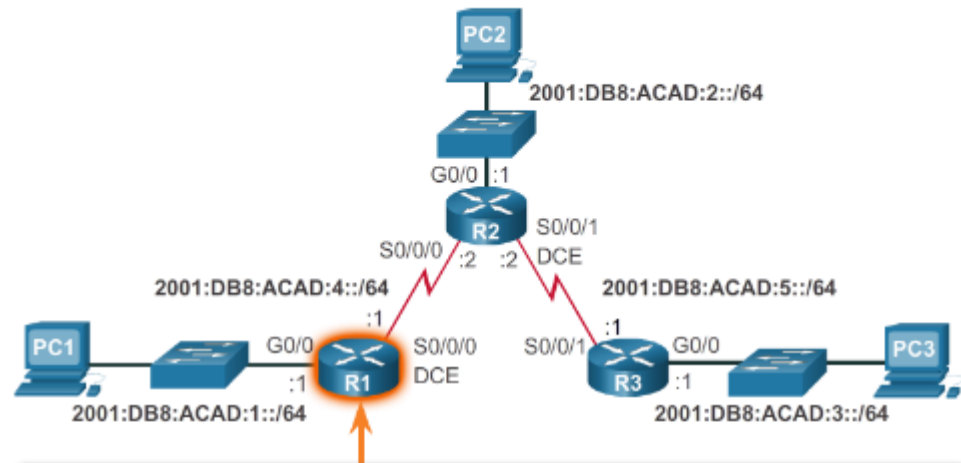 PC2
2001:DB8:ACAD:2::/64
G0/0 :1
R2
S0/0/0 :2 :2 S0/0/1
DCE
2001:DB8:ACAD:4::/64
2001:DB8:ACAD:5::/64
PC1
G0/0 :1
:1
R1
S0/0/0
DCE
2001:DB8:ACAD:1::/64
S0/0/1 :1
R3
G0/0
:1
PC3
2001:DB8:ACAD:3::/64